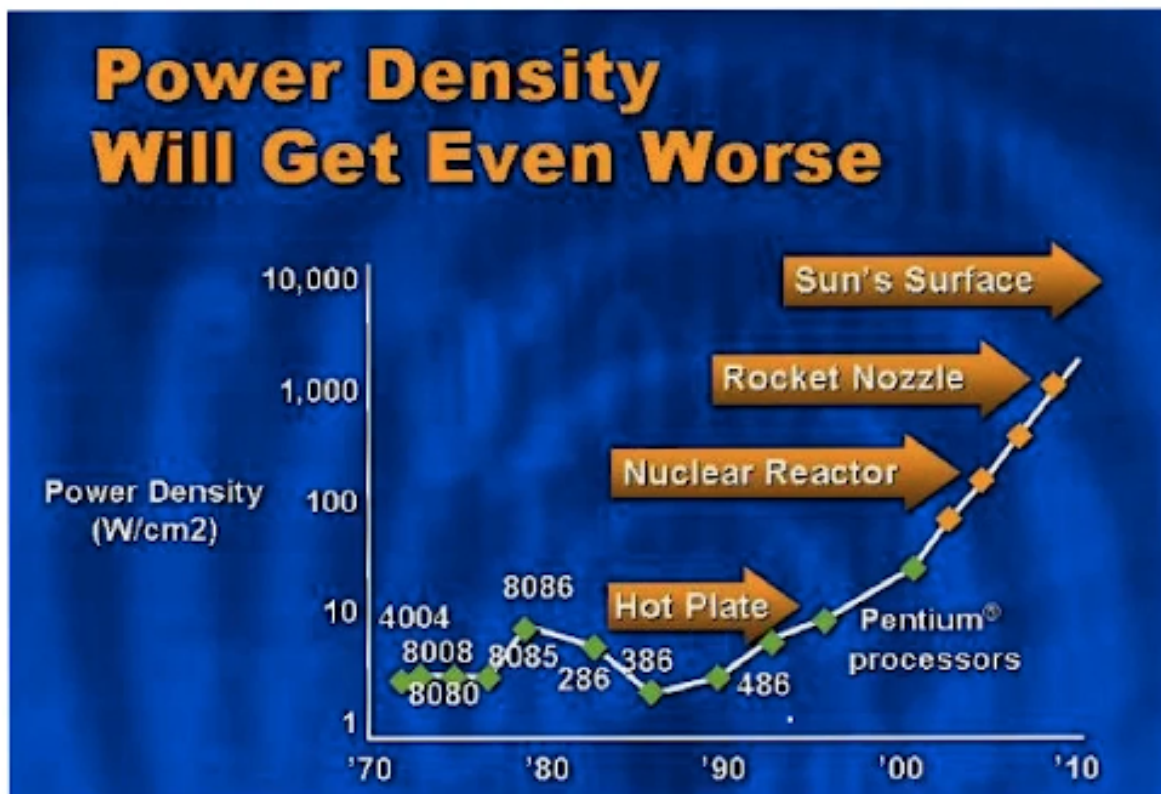 Power Density
Will Get Even Worse
10,000
1,000
100
10
1
Power Density
(W/cm2)
Sun's Surface
Rocket Nozzle
Nuclear Reactor
Hot Plate
4004
8008
8080
8085
8086
286
386
486
Pentium®
processors
'70
'80
'90
'00
'10